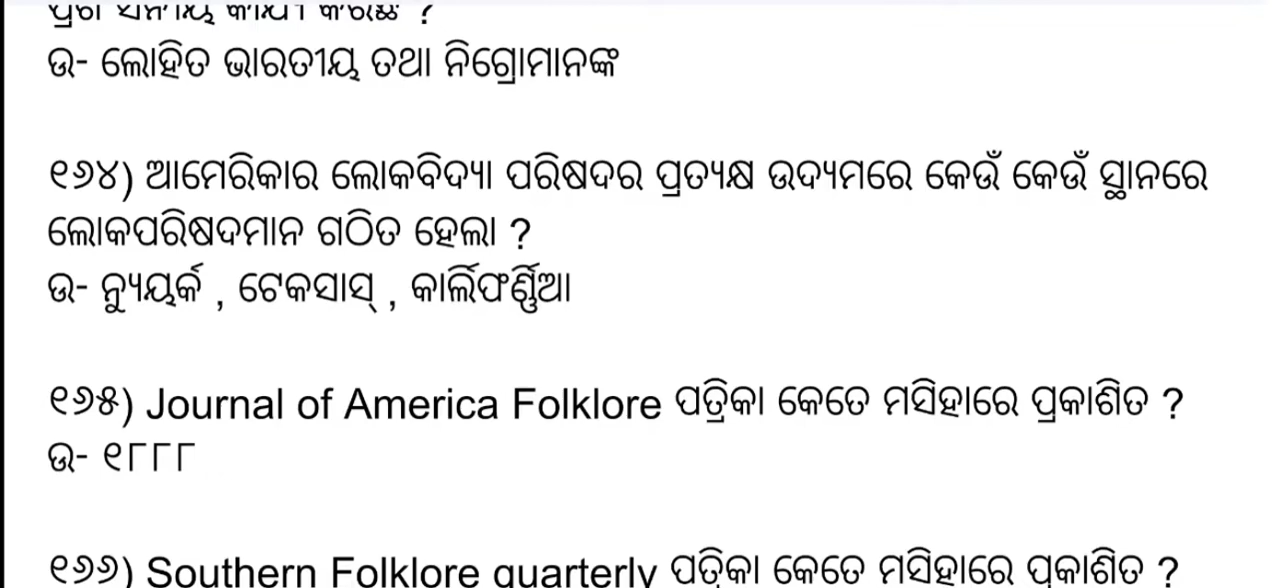 ଉ- ଲୋହିତ ଭାରତୀୟ ତଥା ନିଗ୍ରୋମାନଙ୍କ
୧୬୪) ଆମେରିକାର ଲୋକବିଦ୍ୟା ପରିଷଦର ପ୍ରତ୍ୟକ୍ଷ ଉଦ୍ୟମରେ କେଉଁ କେଉଁ ସ୍ଥାନରେ
ଲୋକପରିଷଦମାନ ଗଠିତ ହେଲା ?
ଉ- ନ୍ୟୁୟର୍କ , ଟେକସାସ୍ , କାର୍ଲିଫର୍ଣ୍ଣିଆ
୧୬୫) Journal of America Folklore ପତ୍ରିକା କେତେ ମସିହାରେ ପ୍ରକାଶିତ ?
ଉ- ୧୮୮୮
୧୬୬) Southern Folklore quarterly ପତ୍ରିକା କେତେ ମସିହାରେ ପ୍ରକାଶିତ ?